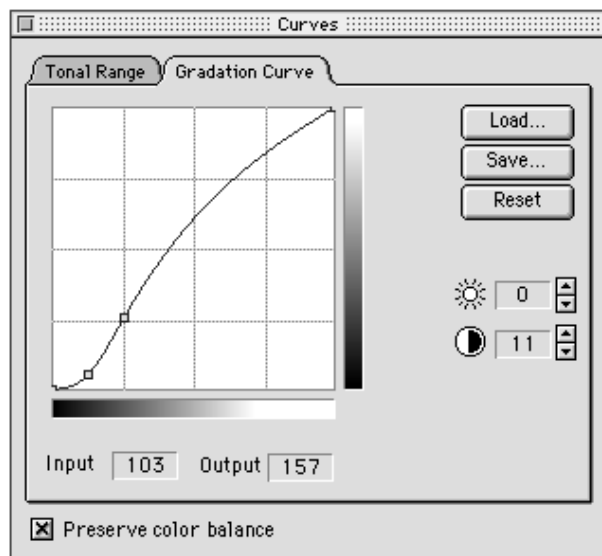 Curves
Tonal Range
Gradation Curve
Load...
Save...
Reset
0
11
Input 103 Output 157
Preserve color balance